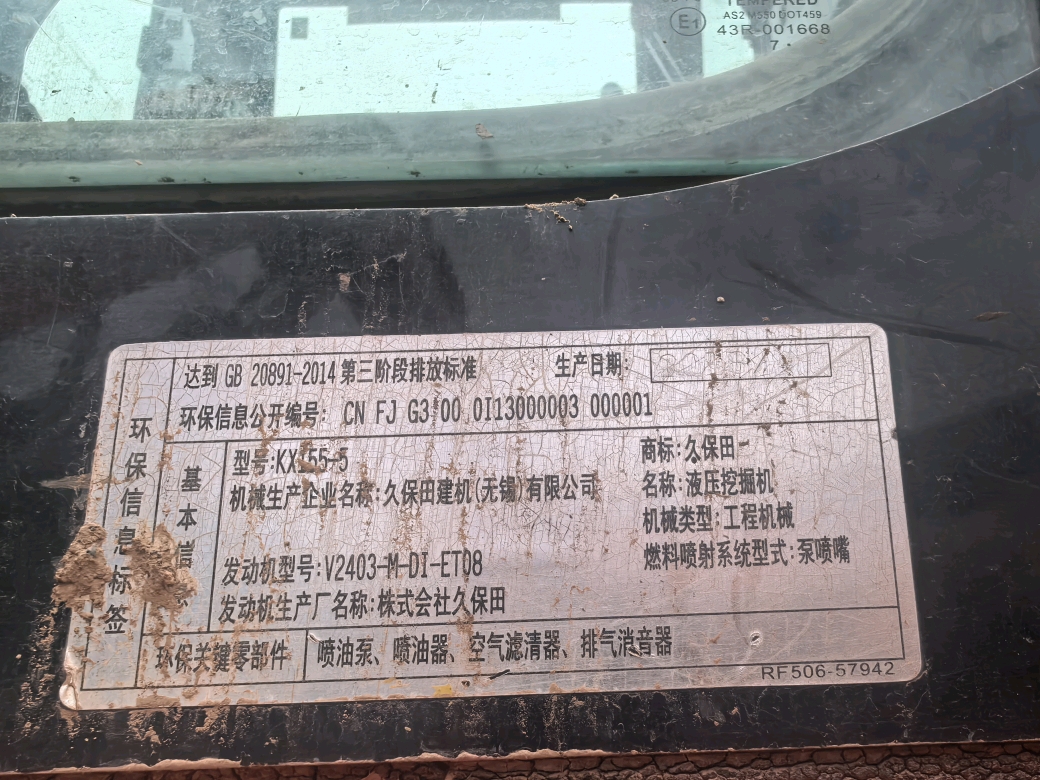 TEMPERED
E1
AS2 M550 DOT459
43R-001668
7
环保信息标签
达到 GB 20891-2014 第三阶段排放标准
生产日期:
环保信息公开编号: CN FJ G3 00 0I13000003 000001
基本信
型号:KX155-5
商标:久保田
机械生产企业名称:久保田建机(无锡)有限公司
名称:液压挖掘机
机械类型:工程机械
发动机型号:V2403-M-DI-ET08
燃料喷射系统型式:泵喷嘴
发动机生产厂名称:株式会社久保田
环保关键零部件
喷油泵、喷油器、空气滤清器、排气消音器
RF506-57942